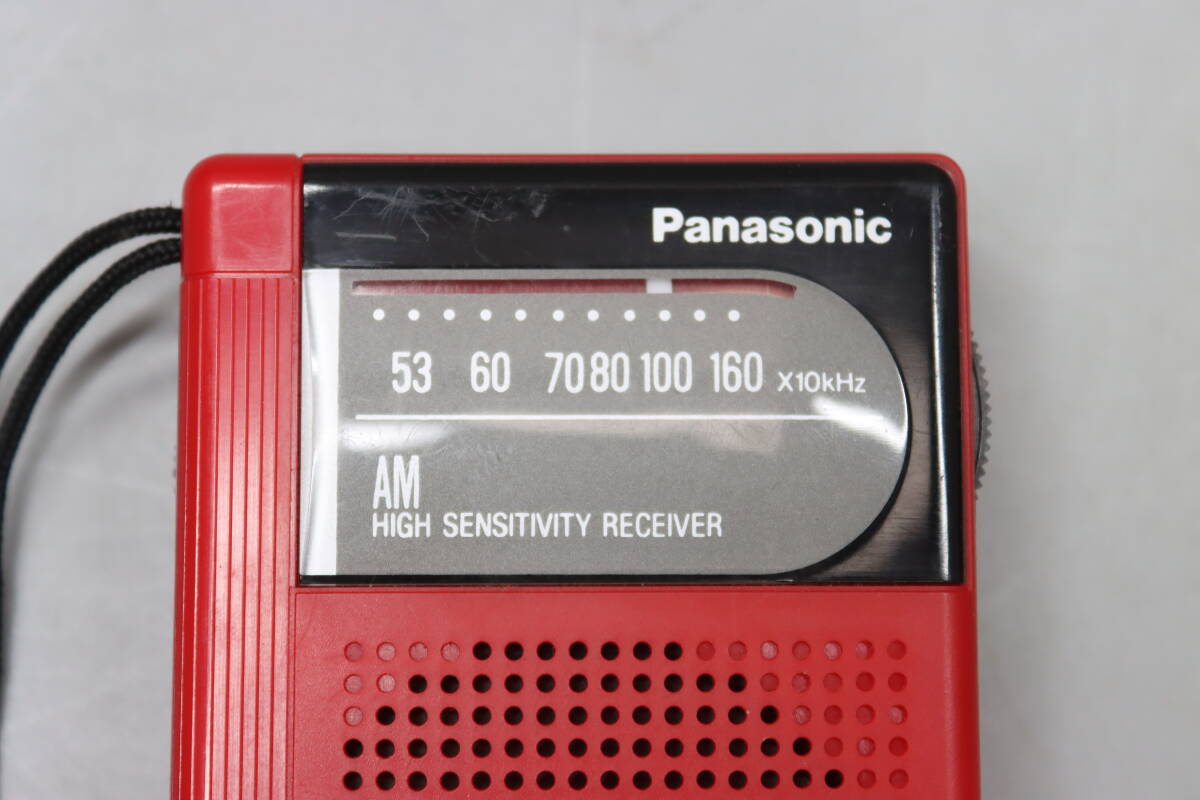 Panasonic
53 60 70 80 100 160 X10kHz
AM
HIGH SENSITIVITY RECEIVER